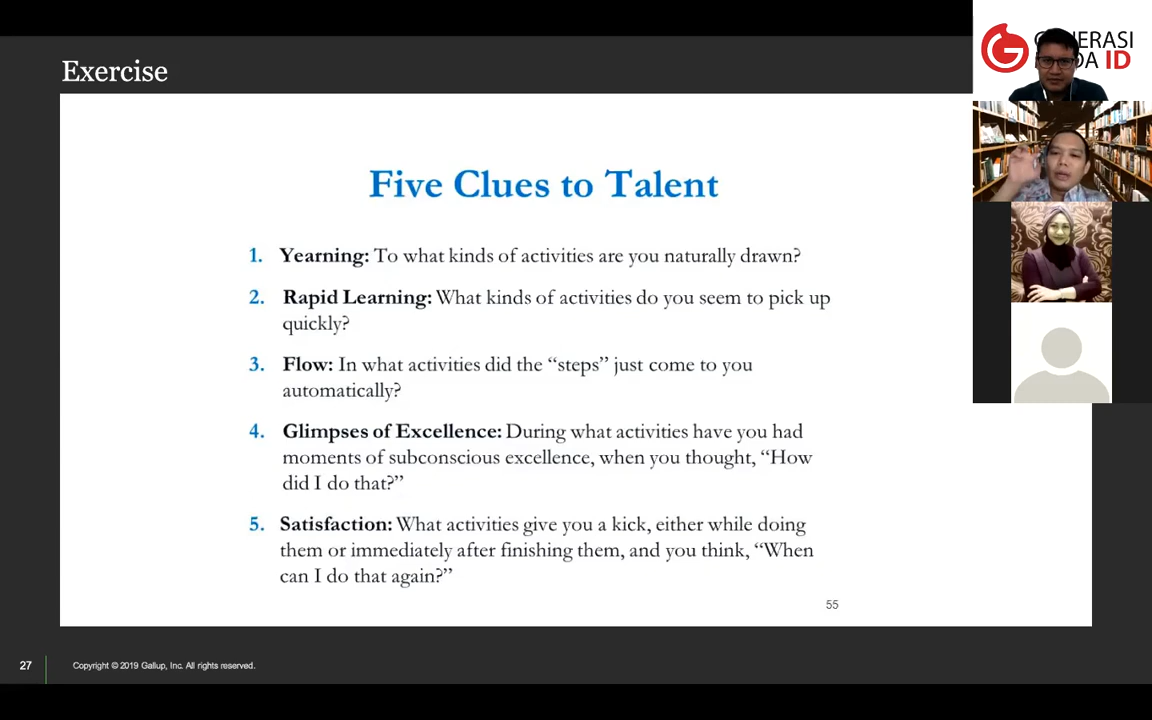 Exercise
Five Clues to Talent
1. Yearning: To what kinds of activities are you naturally drawn?
2. Rapid Learning: What kinds of activities do you seem to pick up
quickly?
3. Flow: In what activities did the “steps” just come to you
automatically?
4. Glimpses of Excellence: During what activities have you had
moments of subconscious excellence, when you thought, “How
did I do that?”
5. Satisfaction: What activities give you a kick, either while doing
them or immediately after finishing them, and you think, “When
can I do that again?”
55
27
Copyright © 2019 Gallup, Inc. All rights reserved.
ID